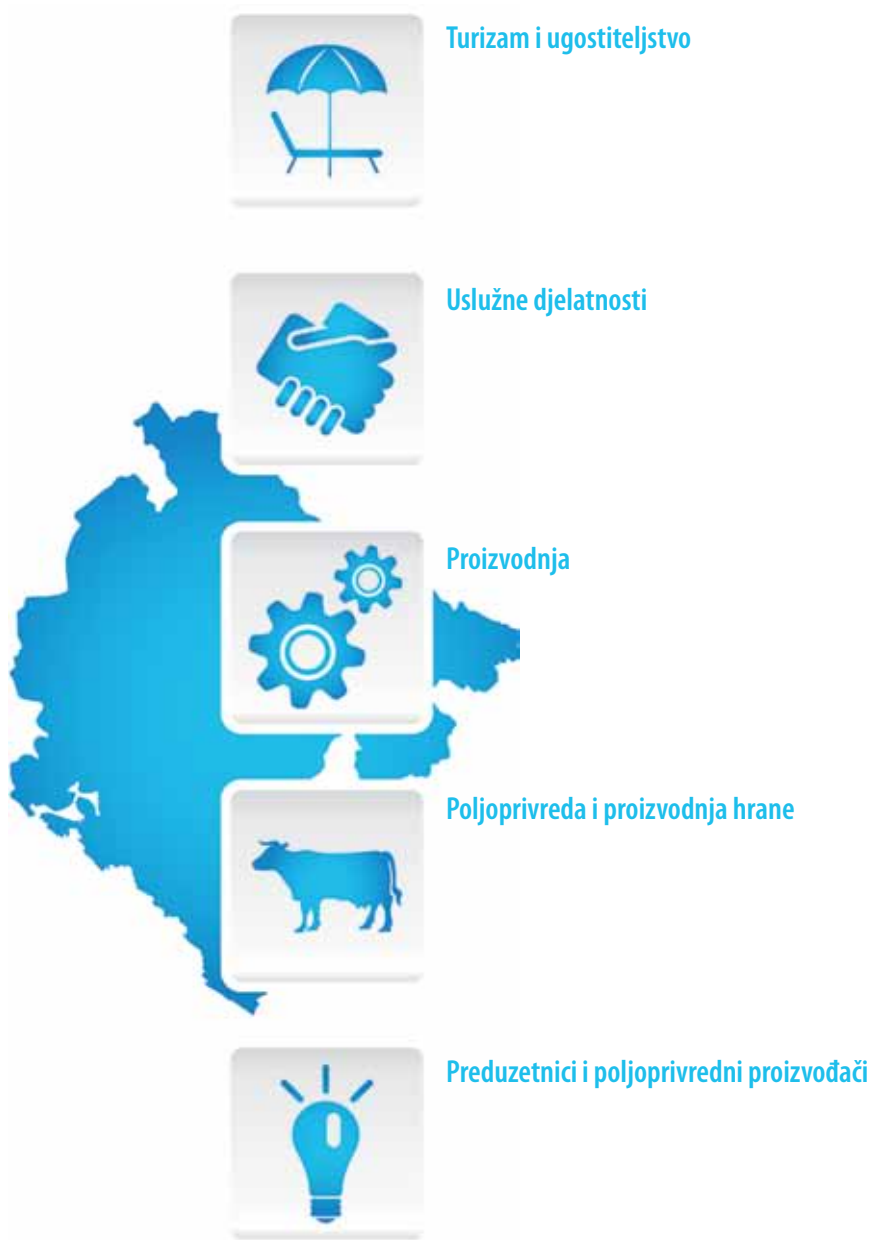 Turizam i ugostiteljstvo
Uslužne djelatnosti
Proizvodnja
Poljoprivreda i proizvodnja hrane
Preduzetnici i poljoprivredni proizvođači